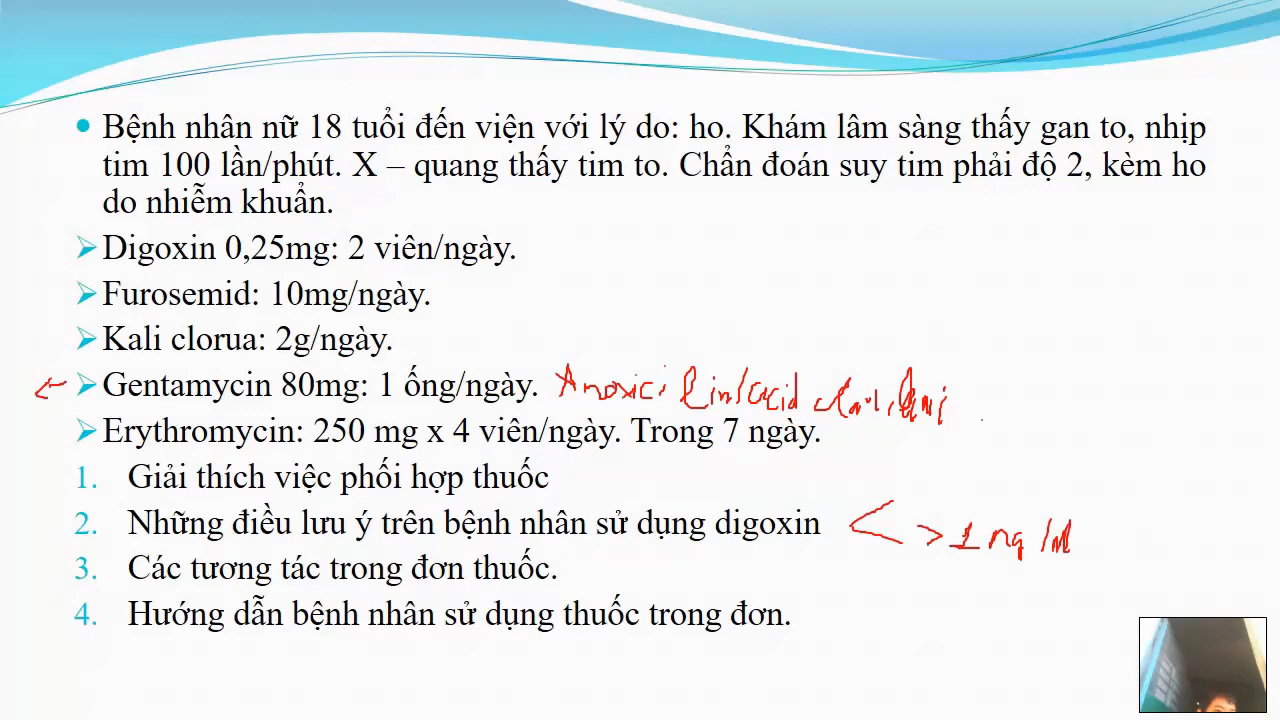 Bệnh nhân nữ 18 tuổi đến viện với lý do: ho. Khám lâm sàng thấy gan to, nhịp
tim 100 lần/phút. X – quang thấy tim to. Chẩn đoán suy tim phải độ 2, kèm ho
do nhiễm khuẩn.
Digoxin 0,25mg: 2 viên/ngày.
Furosemid: 10mg/ngày.
Kali clorua: 2g/ngày.
Gentamycin 80mg: 1 ống/ngày.
Erythromycin: 250 mg x 4 viên/ngày. Trong 7 ngày.
1. Giải thích việc phối hợp thuốc
2. Những điều lưu ý trên bệnh nhân sử dụng digoxin > 1 ng /ml
3. Các tương tác trong đơn thuốc.
4. Hướng dẫn bệnh nhân sử dụng thuốc trong đơn.